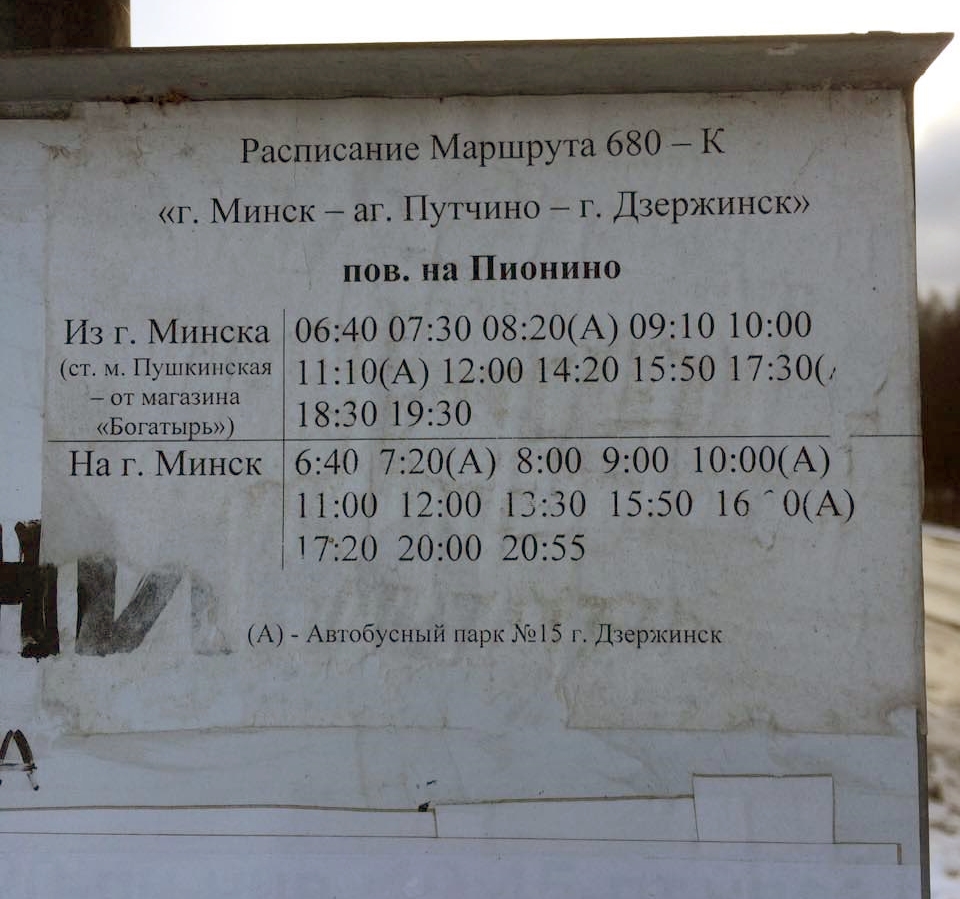 Расписание Маршрута 680 – К
«г. Минск – аг. Путчино – г. Дзержинск»
пов. на Пионино
Из г. Минска
(ст. м. Пушкинская
– от магазина
«Богатырь»)
06:40 07:30 08:20(А) 09:10 10:00
11:10(А) 12:00 14:20 15:50 17:30(
18:30 19:30
На г. Минск
6:40 7:20(А) 8:00 9:00 10:00(А)
11:00 12:00 13:30 15:50
17:20 20:00 20:55
(А) - Автобусный парк №15 г. Дзержинск
НИ
А